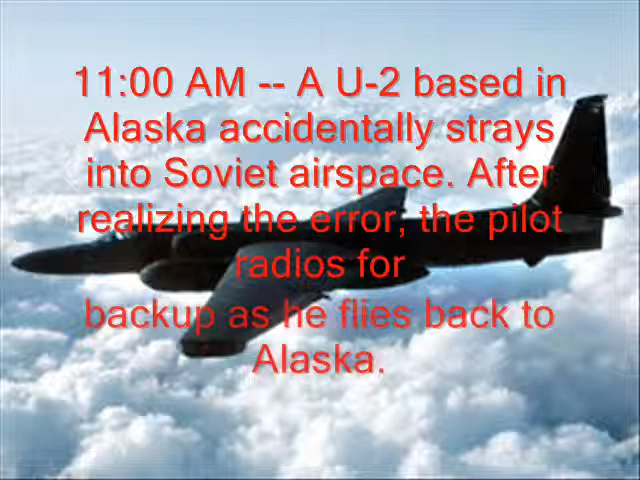 11:00 AM -- A U-2 based in
Alaska accidentally strays
into Soviet airspace. After
realizing the error, the pilot
radios for
backup as he flies back to
Alaska.